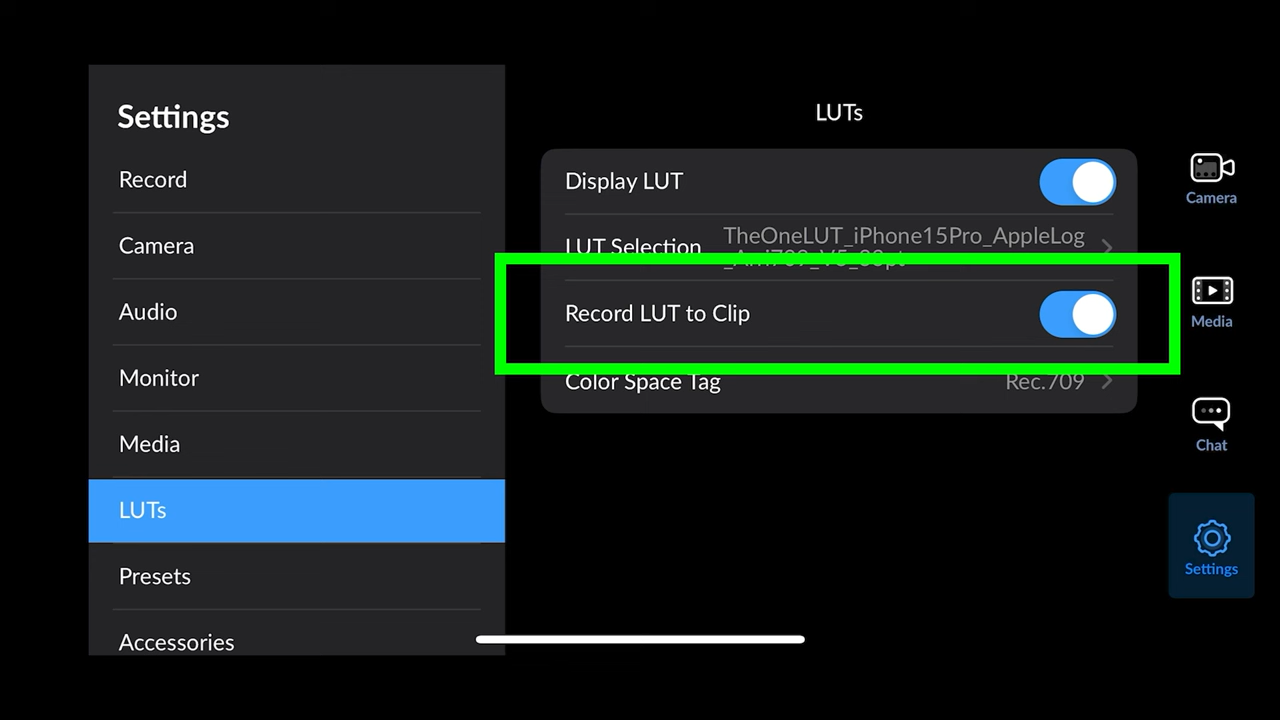 Settings
Record
Camera
Audio
Monitor
Media
LUTs
Presets
Accessories
LUTs
Display LUT
LUT Selection
TheOneLUT_iPhone15Pro_AppleLog
Record LUT to Clip
Color Space Tag
Rec.709
Camera
Media
Chat
Settings